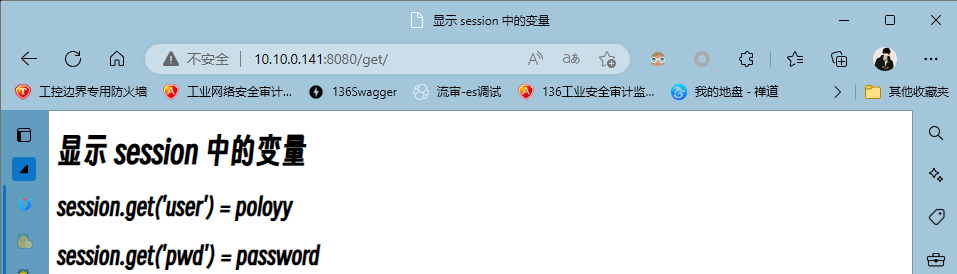 显示 session 中的变量
不安全 10.10.0.141:8080/get/
工控边界专用防火墙 工业网络安全审计... 136Swagger 流审-es调试 136工业安全审计监... 我的地盘 - 禅道 其他收藏夹
显示 session 中的变量
session.get('user') = poloyy
session.get('pwd') = password